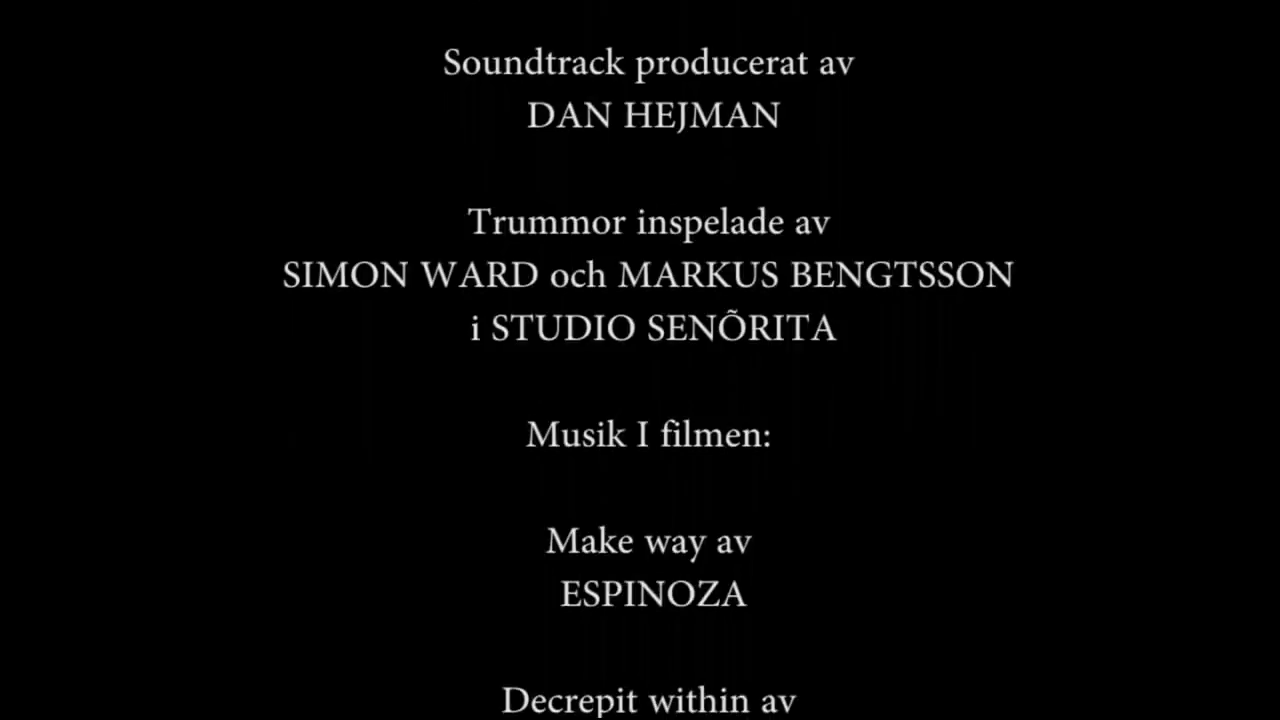 Soundtrack producerat av
DAN HEJMAN
Trummor inspelade av
SIMON WARD och MARKUS BENGTSSON
i STUDIO SENÕRITA
Musik I filmen:
Make way av
ESPINOZA
Decrepit within av